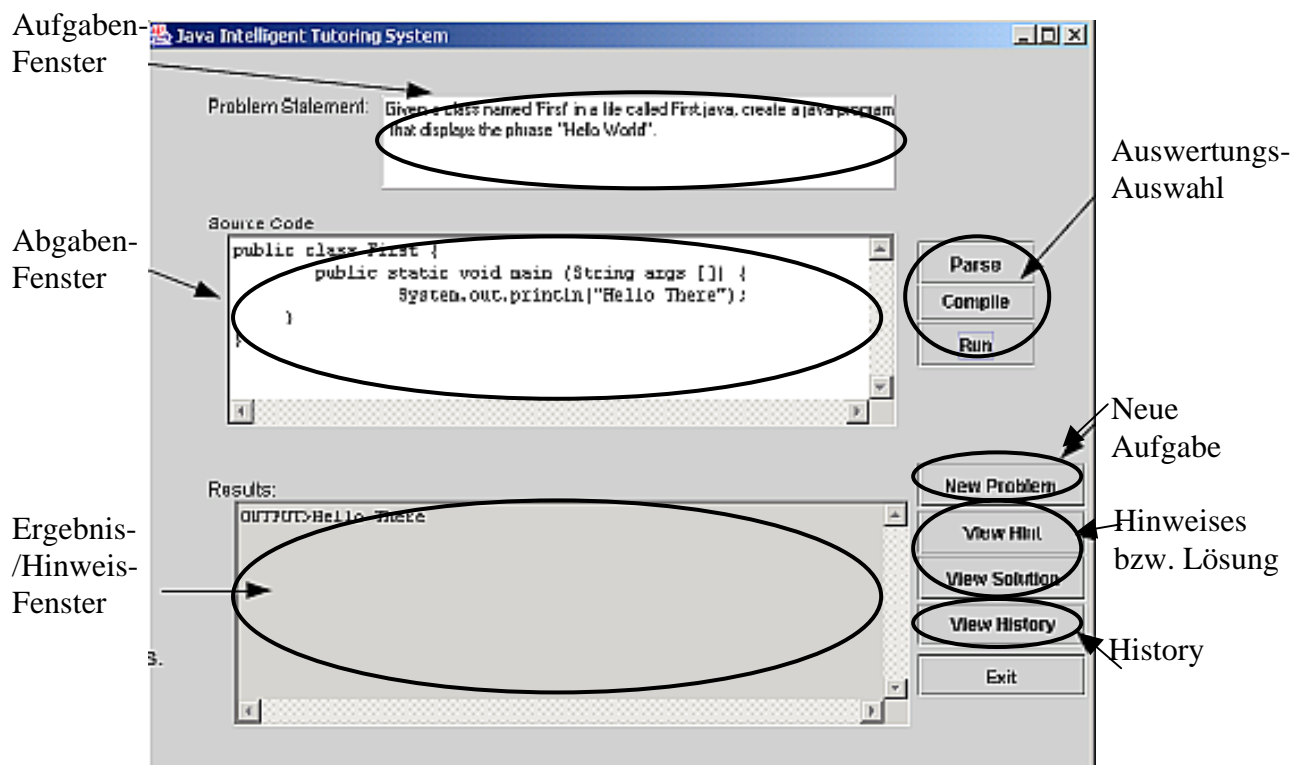 Aufgaben-
Fenster
Java Intelligent Tutoring System
Problem Statement:
Given a class named 'First' in a file called First.java, create a java program
that displays the phrase "Hello World".
Auswertungs-
Auswahl
Abgaben-
Fenster
Source Code
public class First {
public static void main (String args []) {
System.out.println("Hello There");
}
}
Parse
Compile
Run
Neue
Aufgabe
Results:
OUTPUT>Hello There
New Problem
View Hint
View Solution
View History
Exit
Ergebnis-
/Hinweis-
Fenster
Hinweises
bzw. Lösung
History
s.